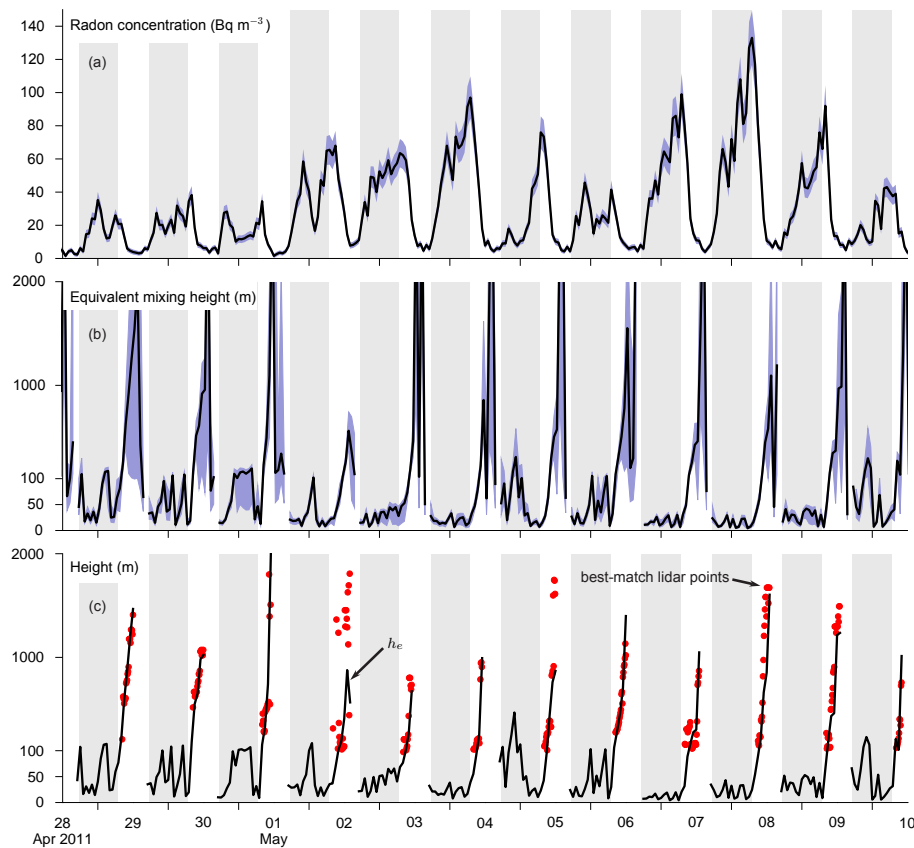 Radon concentration (Bq m⁻³)
(a)
140
120
100
80
60
40
20
0
Equivalent mixing height (m)
(b)
2000
1000
100
50
0
Height (m)
(c)
best-match lidar points
hₑ
2000
1000
100
50
0
28 29 30 01 02 03 04 05 06 07 08 09 10
Apr 2011 May